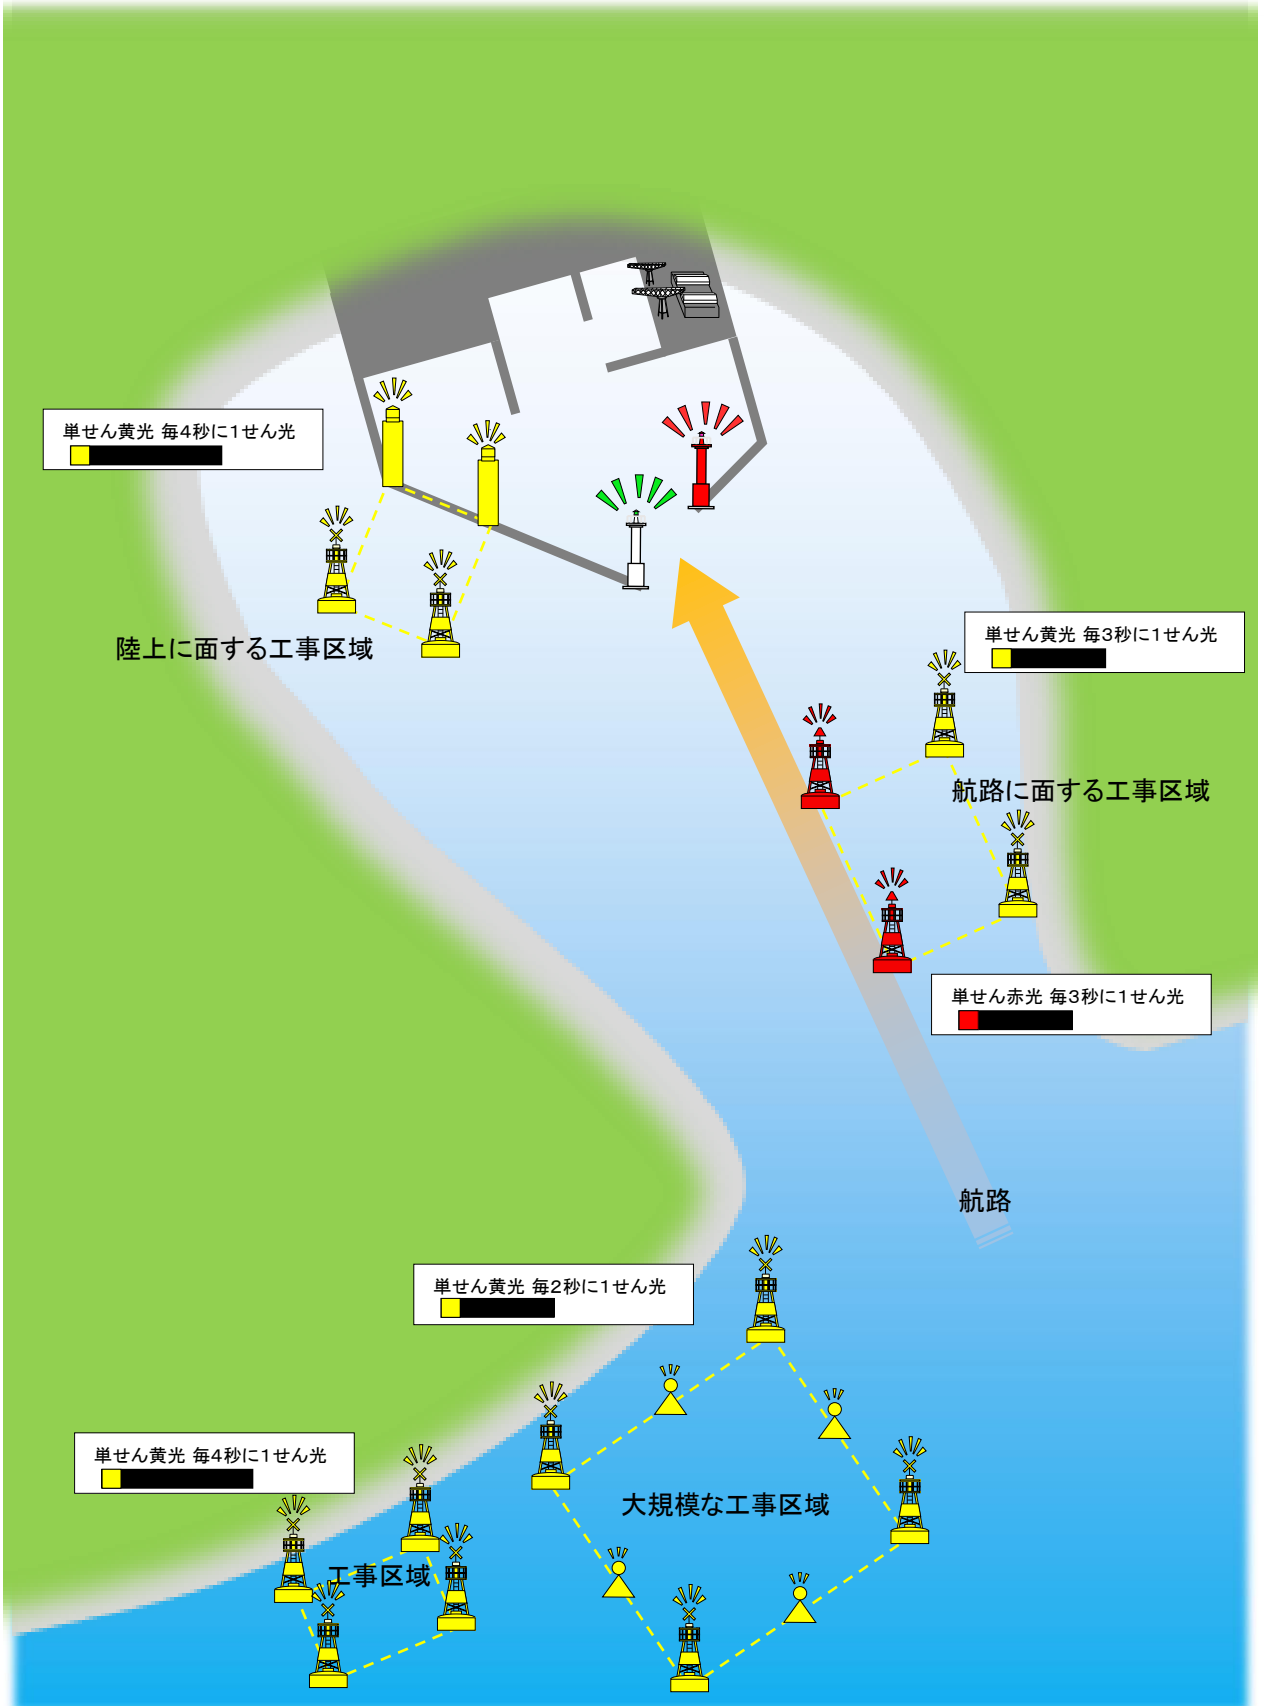 単せん黄光 毎4秒に1せん光
陸上に面する工事区域
単せん黄光 毎3秒に1せん光
航路に面する工事区域
単せん赤光 毎3秒に1せん光
航路
単せん黄光 毎2秒に1せん光
単せん黄光 毎4秒に1せん光
大規模な工事区域
工事区域